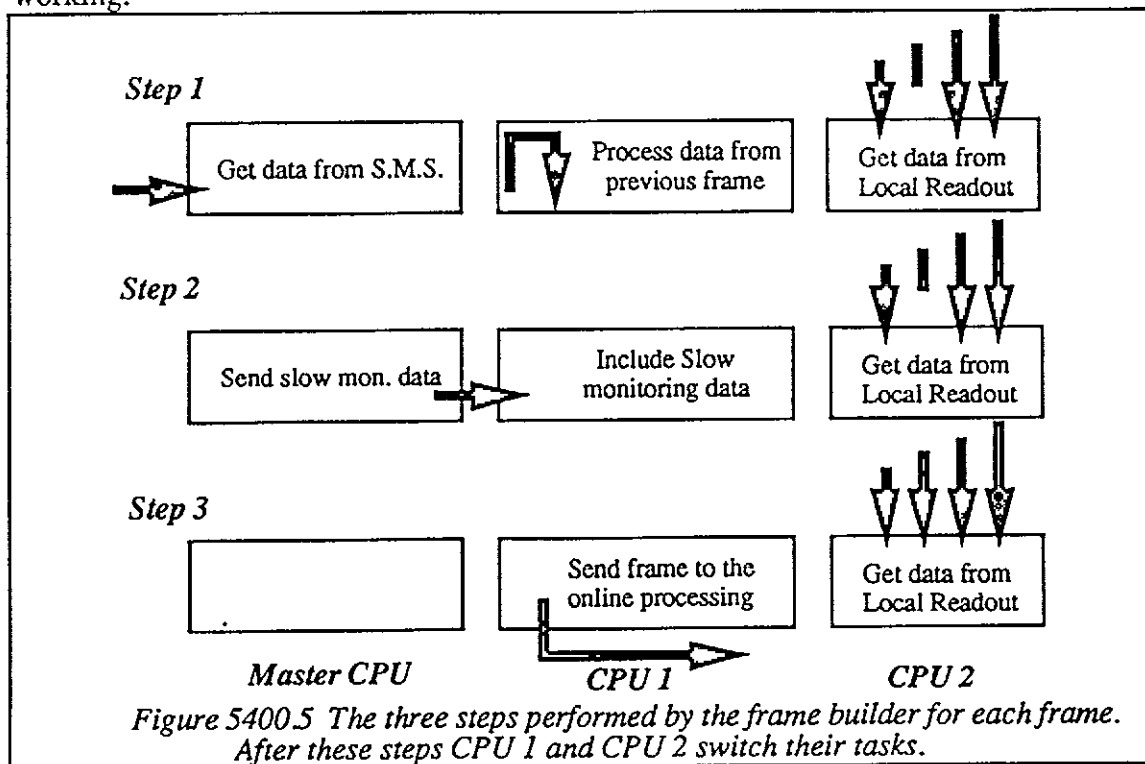 working.
Step 1
Get data from S.M.S.
Process data from
previous frame
Get data from
Local Readout
Step 2
Send slow mon. data
Include Slow
monitoring data
Get data from
Local Readout
Step 3
Send frame to the
online processing
Get data from
Local Readout
Master CPU
CPU 1
CPU 2
Figure 5400.5 The three steps performed by the frame builder for each frame.
After these steps CPU 1 and CPU 2 switch their tasks.